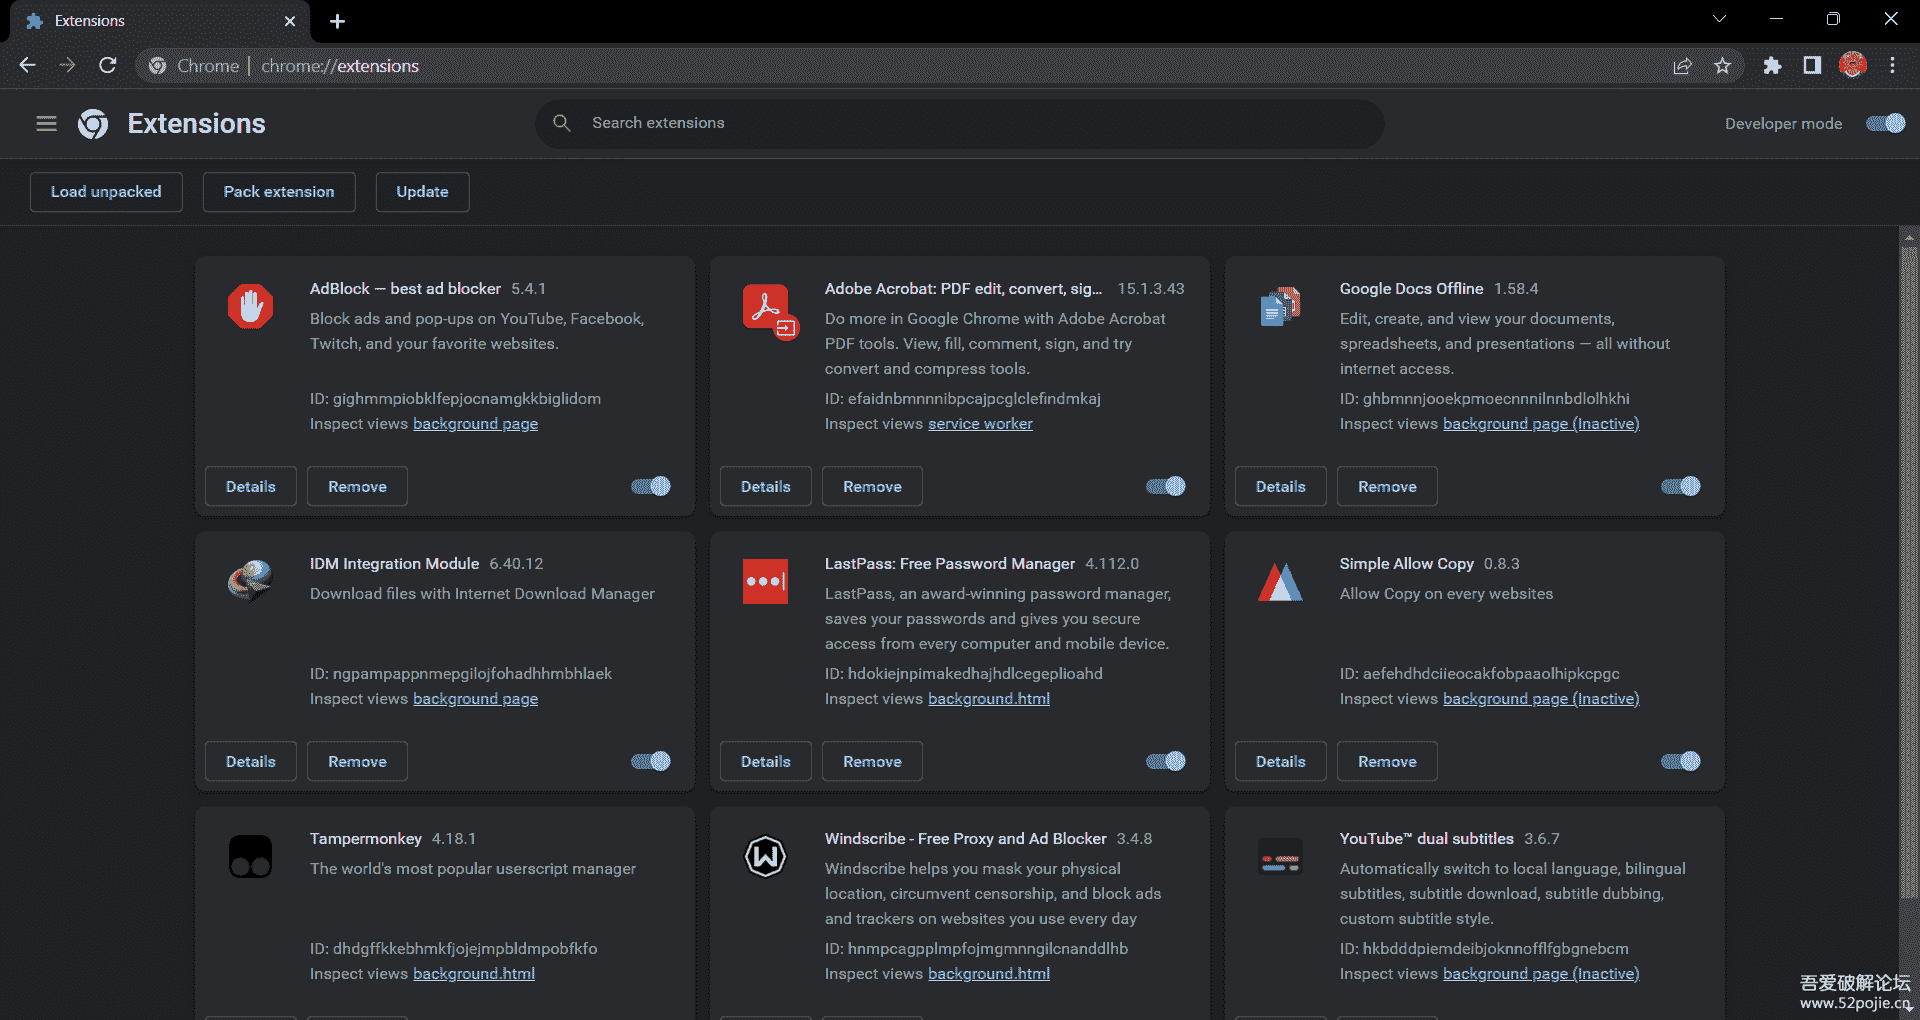 Extensions
Chrome | chrome://extensions
Extensions
Search extensions
Developer mode
Load unpacked
Pack extension
Update
AdBlock — best ad blocker 5.4.1
Block ads and pop-ups on YouTube, Facebook,
Twitch, and your favorite websites.
ID: gighmmpiobklfepjocnamgkkbiglidom
Inspect views background page
Details
Remove
Adobe Acrobat: PDF edit, convert, sig... 15.1.3.43
Do more in Google Chrome with Adobe Acrobat
PDF tools. View, fill, comment, sign, and try
convert and compress tools.
ID: efaidnbmnnnibpcajpcglclefindmkaj
Inspect views service worker
Details
Remove
Google Docs Offline 1.58.4
Edit, create, and view your documents,
spreadsheets, and presentations — all without
internet access.
ID: ghbmnnjooekpmoecnnnilnnbdlolhkhi
Inspect views background page (Inactive)
Details
Remove
IDM Integration Module 6.40.12
Download files with Internet Download Manager
ID: ngpampappnmepgilojfohadhhmbhlaek
Inspect views background page
Details
Remove
LastPass: Free Password Manager 4.112.0
LastPass, an award-winning password manager,
saves your passwords and gives you secure
access from every computer and mobile device.
ID: hdokiejnpimakedhajhdlcegeplioahd
Inspect views background.html
Details
Remove
Simple Allow Copy 0.8.3
Allow Copy on every websites
ID: aefehdhdciieocakfobpaaolhipkcpgc
Inspect views background page (Inactive)
Details
Remove
Tampermonkey 4.18.1
The world's most popular userscript manager
ID: dhdgffkkebhmkfjojejmpbldmpobfkfo
Inspect views background.html
Windscribe - Free Proxy and Ad Blocker 3.4.8
Windscribe helps you mask your physical
location, circumvent censorship, and block ads
and trackers on websites you use every day
ID: hnmpcagpplmpfojmgmnngilcnanddlhb
Inspect views background.html
YouTube™ dual subtitles 3.6.7
Automatically switch to local language, bilingual
subtitles, subtitle download, subtitle dubbing,
custom subtitle style.
ID: hkbdddpiemdeibjoknnofflfgbgnebcm
Inspect views background page (Inactive)
吾爱破解论坛
www.52pojie.cn